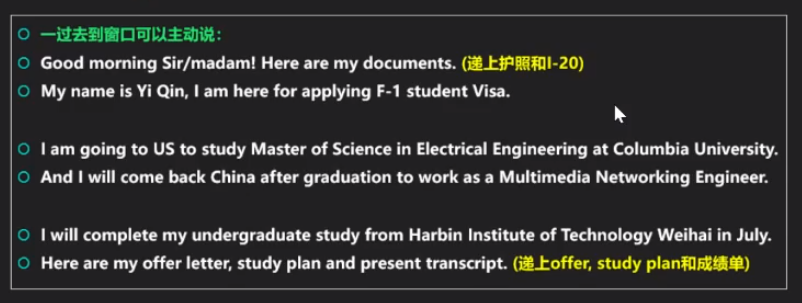 一过去到窗口可以主动说：
Good morning Sir/madam! Here are my documents. (递上护照和I-20)
My name is Yi Qin, I am here for applying F-1 student Visa.
I am going to US to study Master of Science in Electrical Engineering at Columbia University.
And I will come back China after graduation to work as a Multimedia Networking Engineer.
I will complete my undergraduate study from Harbin Institute of Technology Weihai in July.
Here are my offer letter, study plan and present transcript. (递上offer, study plan和成绩单)